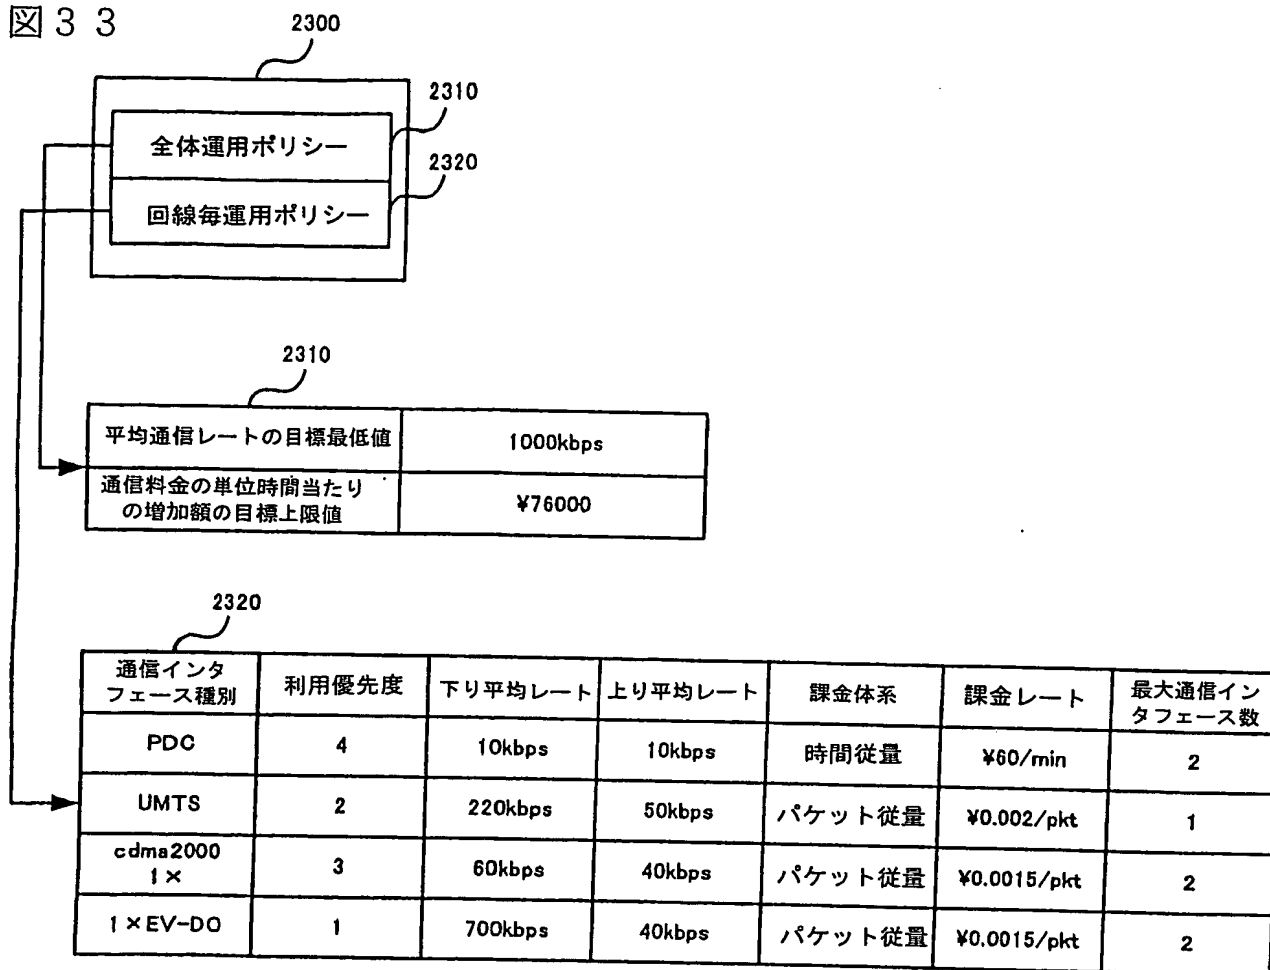 図33
2300
2310
全体運用ポリシー
2320
回線毎運用ポリシー
2310
平均通信レートの目標最低値 1000kbps
通信料金の単位時間当たり
の増加額の目標上限値 ¥76000
2320
通信インタ
フェース種別 利用優先度 下り平均レート 上り平均レート 課金体系 課金レート 最大通信イン
タフェース数
PDC 4 10kbps 10kbps 時間従量 ¥60/min 2
UMTS 2 220kbps 50kbps パケット従量 ¥0.002/pkt 1
cdma2000
1× 3 60kbps 40kbps パケット従量 ¥0.0015/pkt 2
1×EV-DO 1 700kbps 40kbps パケット従量 ¥0.0015/pkt 2